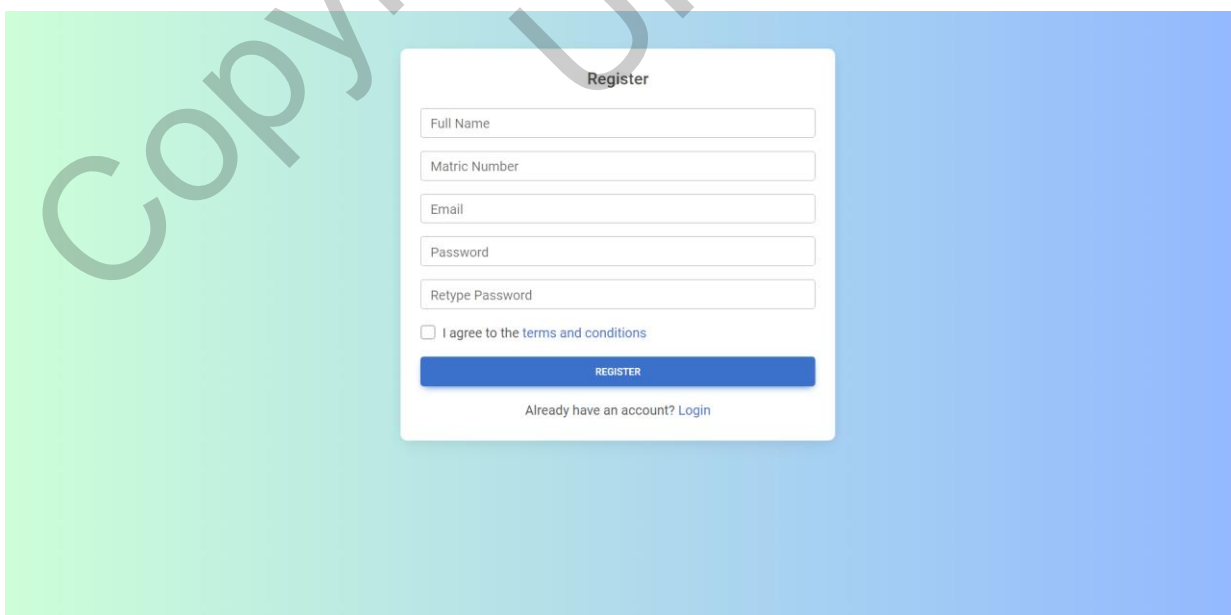 Register
Full Name
Matric Number
Email
Password
Retype Password
I agree to the terms and conditions
REGISTER
Already have an account? Login